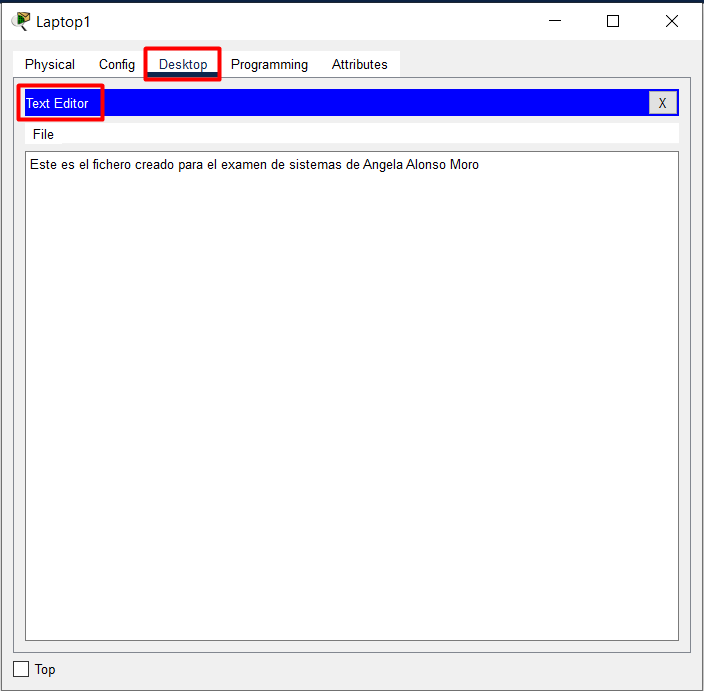 Laptop1
Physical Config Desktop Programming Attributes
Text Editor X
File
Este es el fichero creado para el examen de sistemas de Angela Alonso Moro
Top